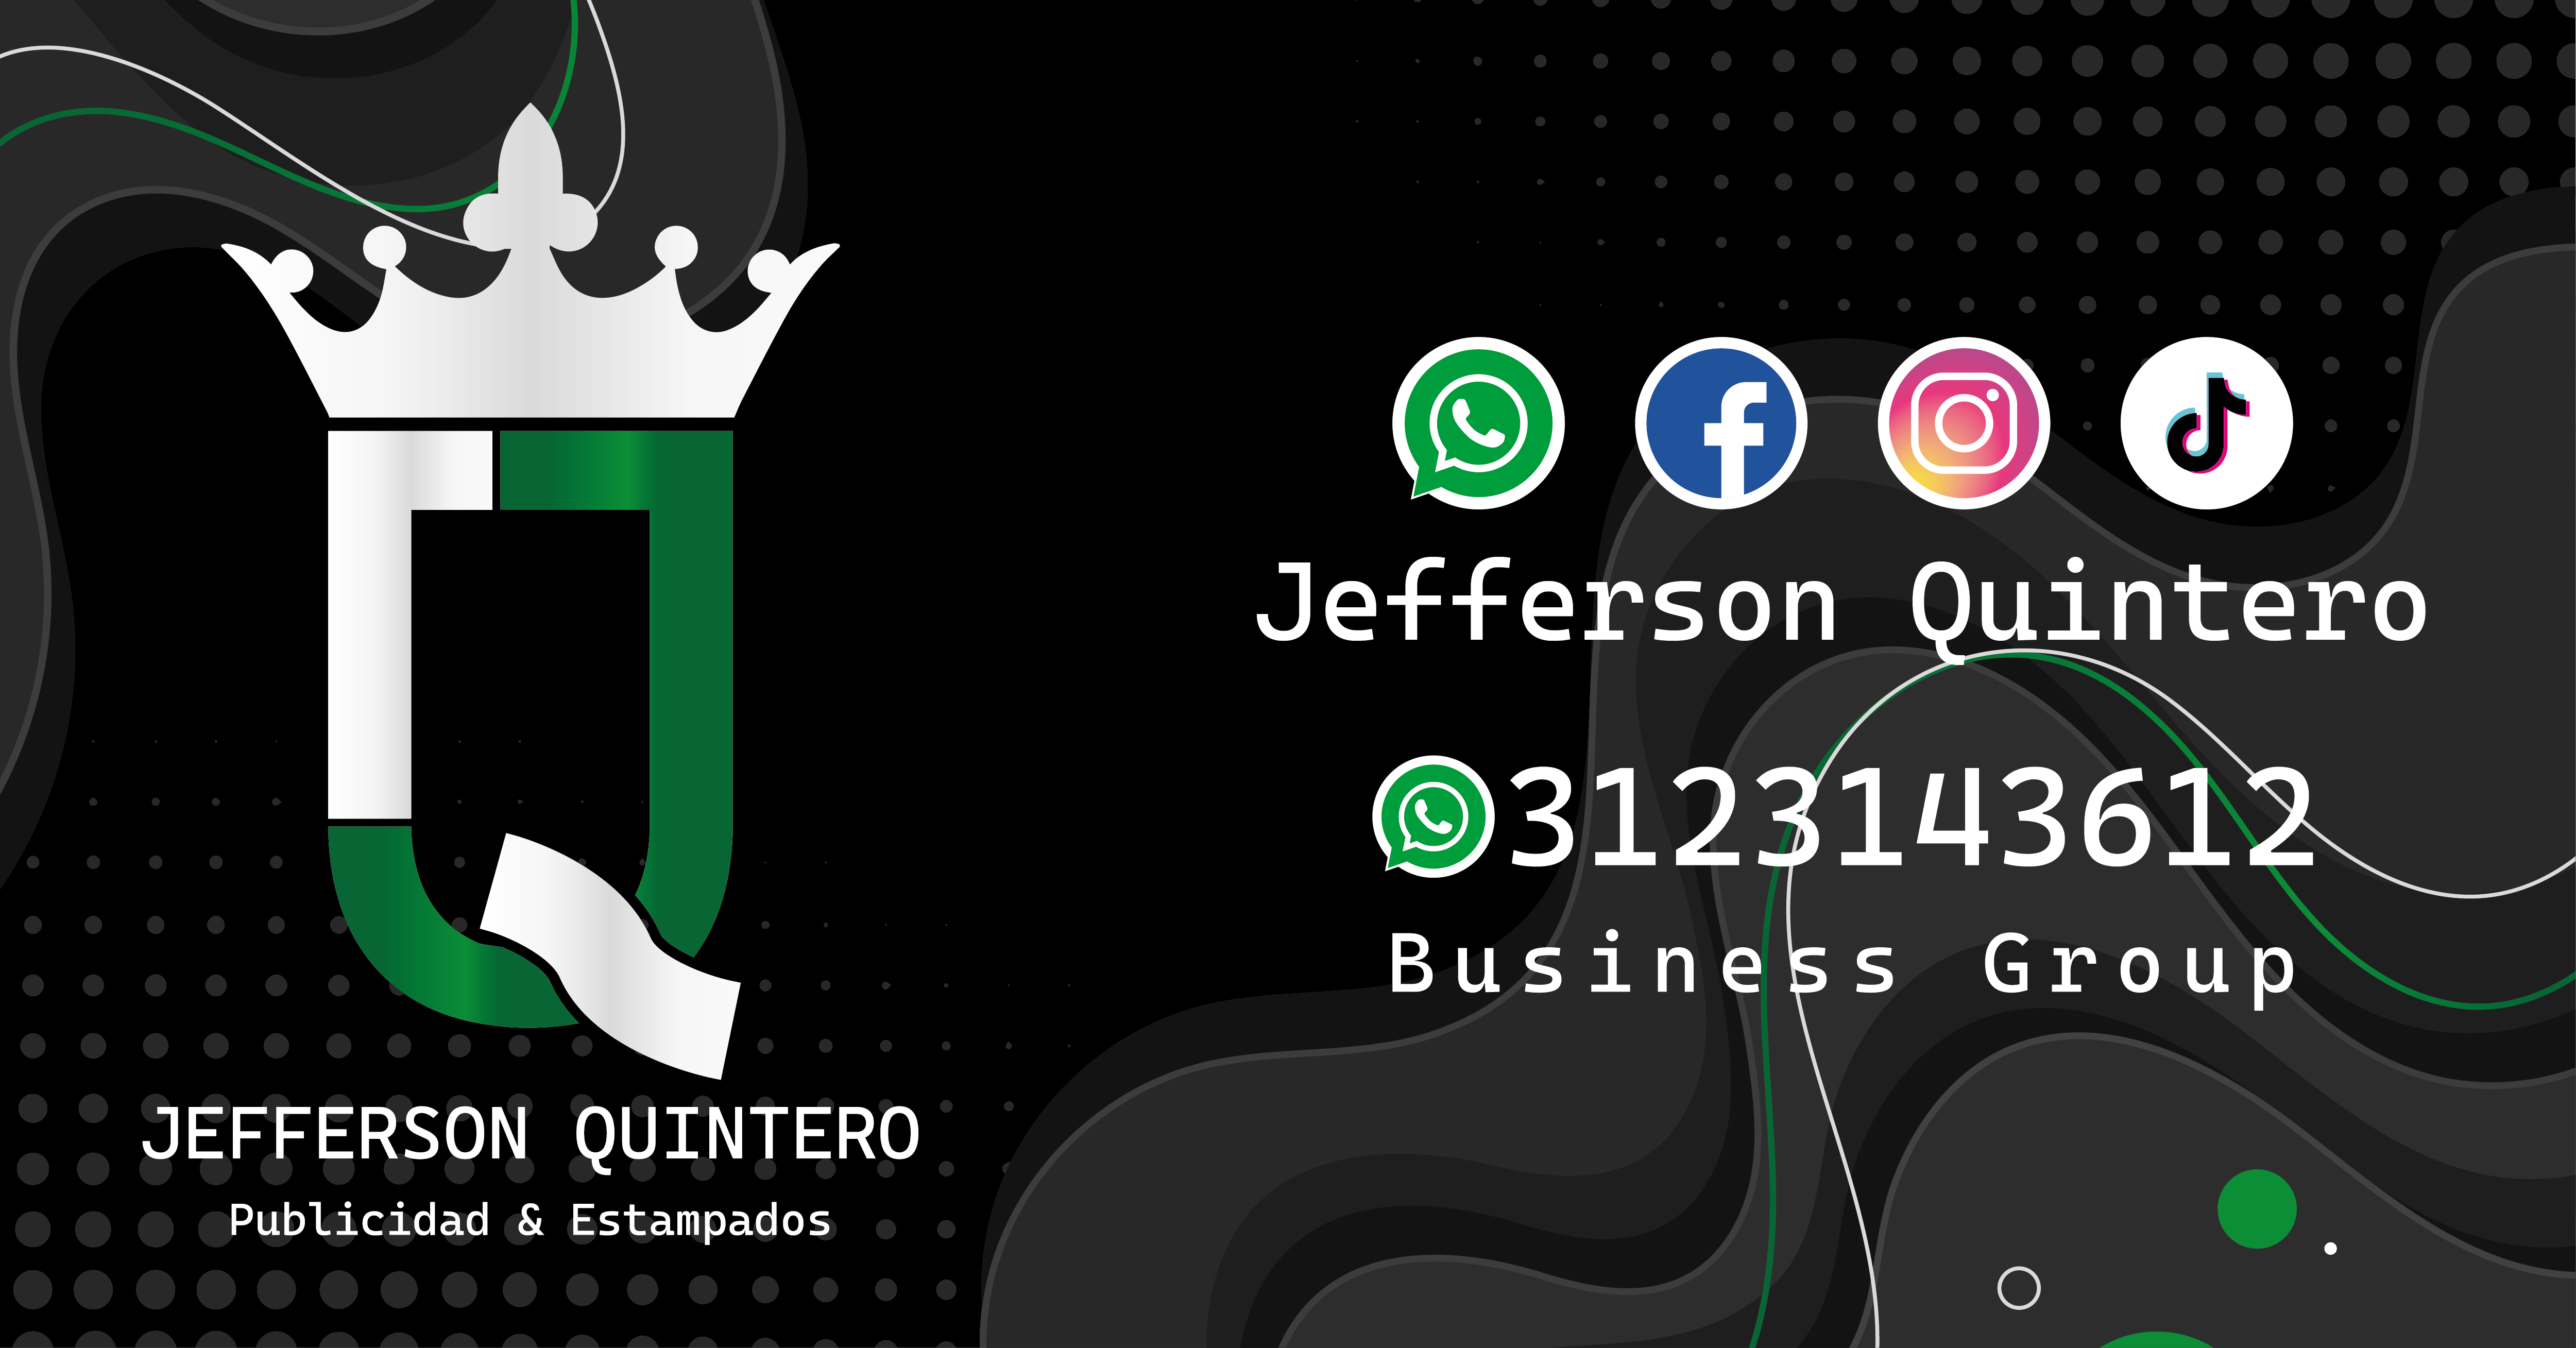 JEFFERSON QUINTERO
Publicidad & Estampados
Jefferson Quintero
3123143612
Business Group